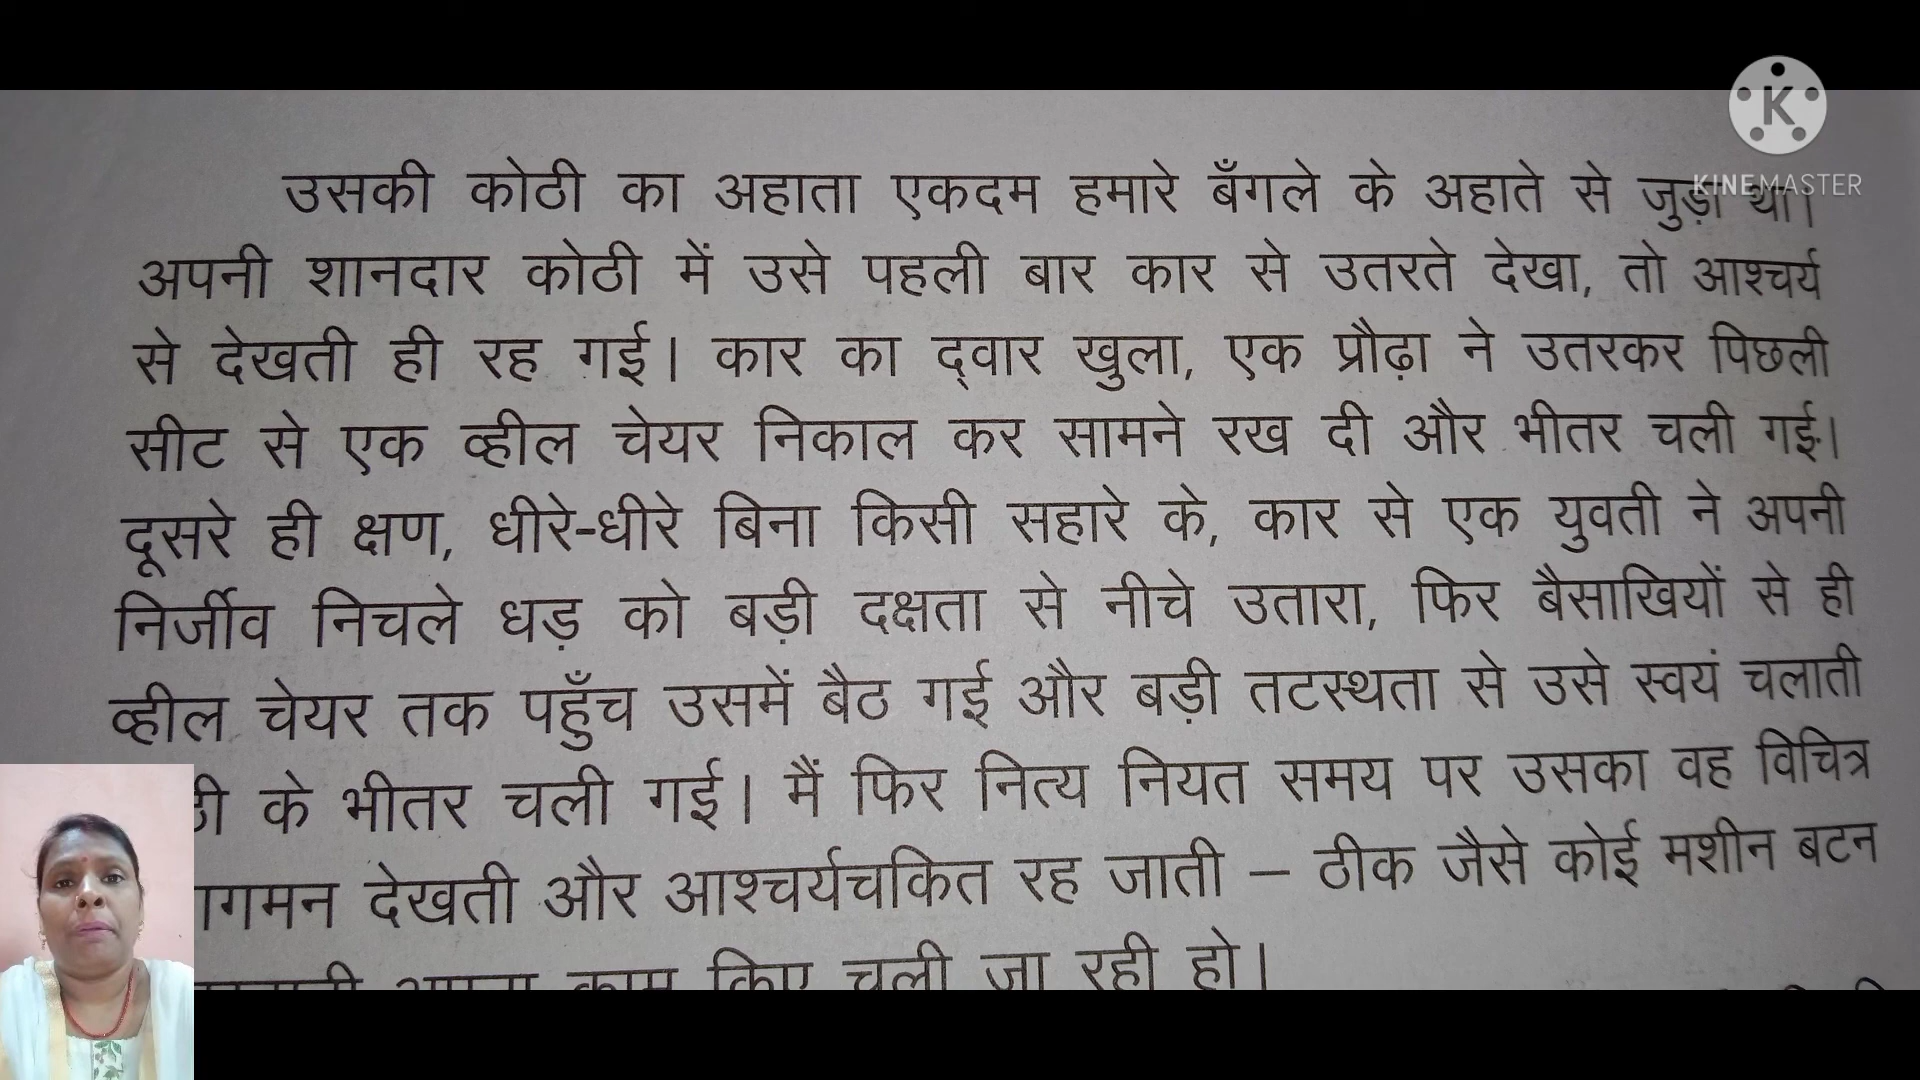 K
KINEMASTER
उसकी कोठी का अहाता एकदम हमारे बँगले के अहाते से जुड़ा था।
अपनी शानदार कोठी में उसे पहली बार कार से उतरते देखा, तो आश्चर्य
से देखती ही रह गई। कार का द्‌वार खुला, एक प्रौढ़ा ने उतरकर पिछली
सीट से एक व्हील चेयर निकाल कर सामने रख दी और भीतर चली गई।
दूसरे ही क्षण, धीरे-धीरे बिना किसी सहारे के, कार से एक युवती ने अपनी
निर्जीव निचले धड़ को बड़ी दक्षता से नीचे उतारा, फिर बैसाखियों से ही
व्हील चेयर तक पहुँच उसमें बैठ गई और बड़ी तटस्थता से उसे स्वयं चलाती
के भीतर चली गई। मैं फिर नित्य नियत समय पर उसका वह विचित्र
देखती और आश्चर्यचकित रह जाती – ठीक जैसे कोई मशीन बटन
काम किए चली जा रही हो।